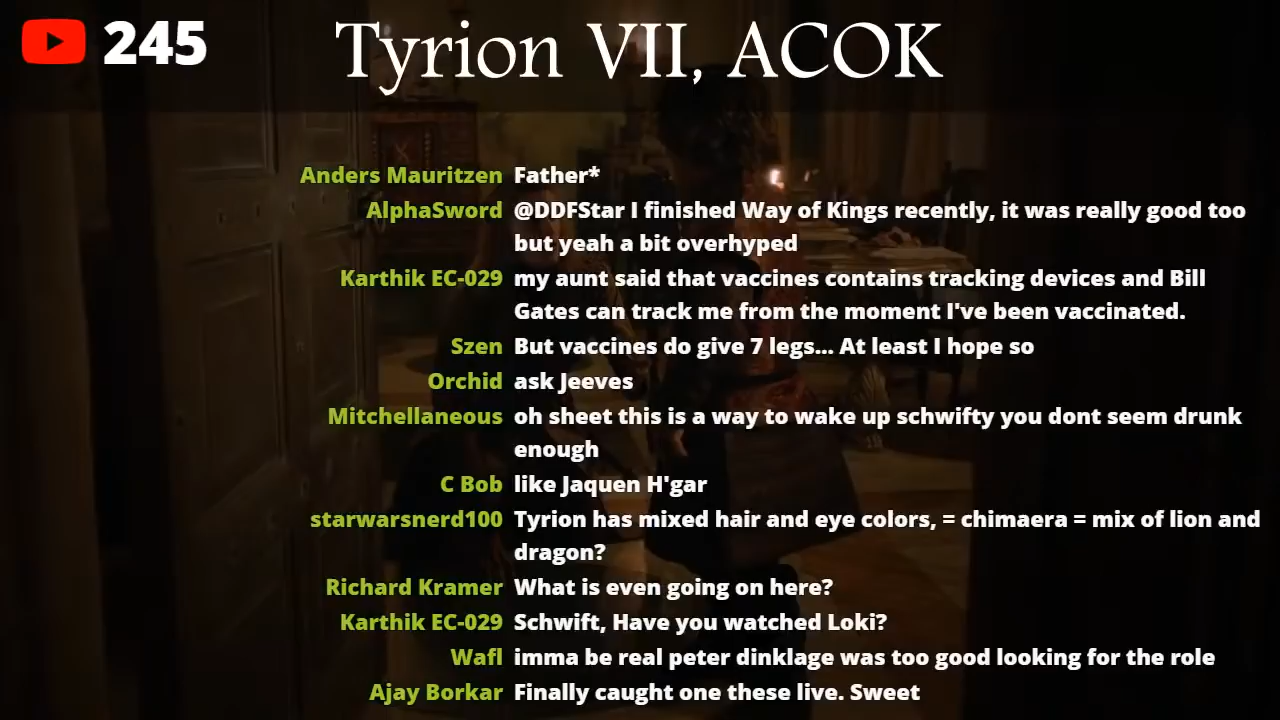 245
Tyrion VII, ACOK
Anders Mauritzen Father*
AlphaSword @DDFStar I finished Way of Kings recently, it was really good too
but yeah a bit overhyped
Karthik EC-029 my aunt said that vaccines contains tracking devices and Bill
Gates can track me from the moment I've been vaccinated.
Szen But vaccines do give 7 legs... At least I hope so
Orchid ask Jeeves
Mitchellaneous oh sheet this is a way to wake up schwifty you dont seem drunk
enough
C Bob like Jaquen H'gar
starwarsnerd100 Tyrion has mixed hair and eye colors, = chimaera = mix of lion and
dragon?
Richard Kramer What is even going on here?
Karthik EC-029 Schwift, Have you watched Loki?
Wafl imma be real peter dinklage was too good looking for the role
Ajay Borkar Finally caught one these live. Sweet